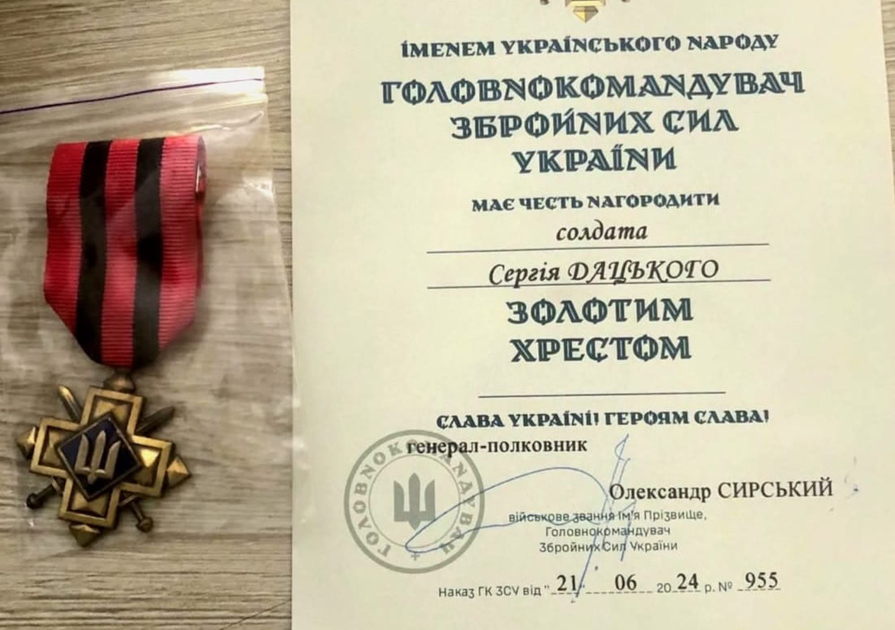 ІМЕНЕМ УКРАЇНСЬКОГО НАРОДУ
ГОЛОВНОКОМАНДУВАЧ
ЗБРОЙНИХ СИЛ
УКРАЇНИ
МАЄ ЧЕСТЬ НАГОРОДИТИ
солдата
Сергія ДАЦЬКОГО
ЗОЛОТИМ
ХРЕСТОМ
СЛАВА УКРАЇНІ! ГЕРОЯМ СЛАВА!
генерал-полковник
ГОЛОВНОКОМАНДУВАЧ
Олександр СИРСЬКИЙ
військове звання Ім'я Прізвище,
Головнокомандувач
Збройних Сил України
Наказ ГК ЗСУ від "21" 06 2024 р. № 955